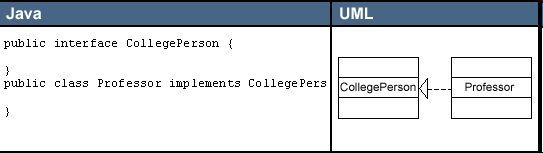 Java
UML
public interface CollegePerson {
}
public class Professor implements CollegePers
}
CollegePerson
Professor